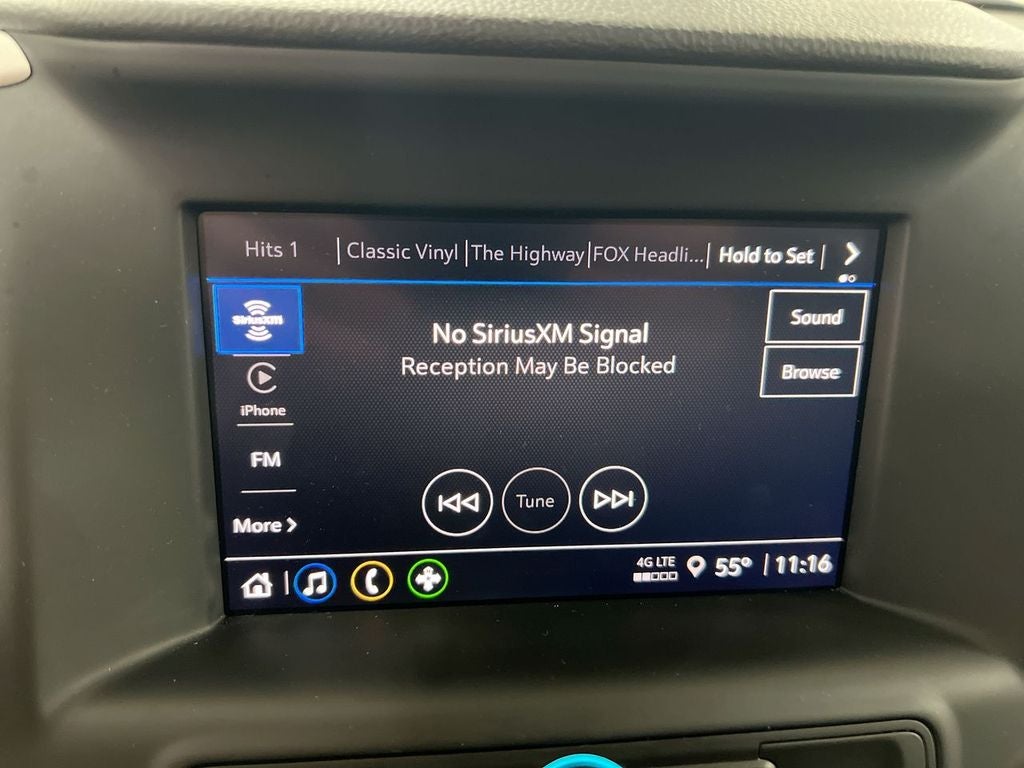 Hits 1 | Classic Vinyl | The Highway | FOX Headli... | Hold to Set |
SiriusXM
No SiriusXM Signal
Reception May Be Blocked
Sound
Browse
iPhone
FM
More
Tune
4G LTE
55° | 11:16